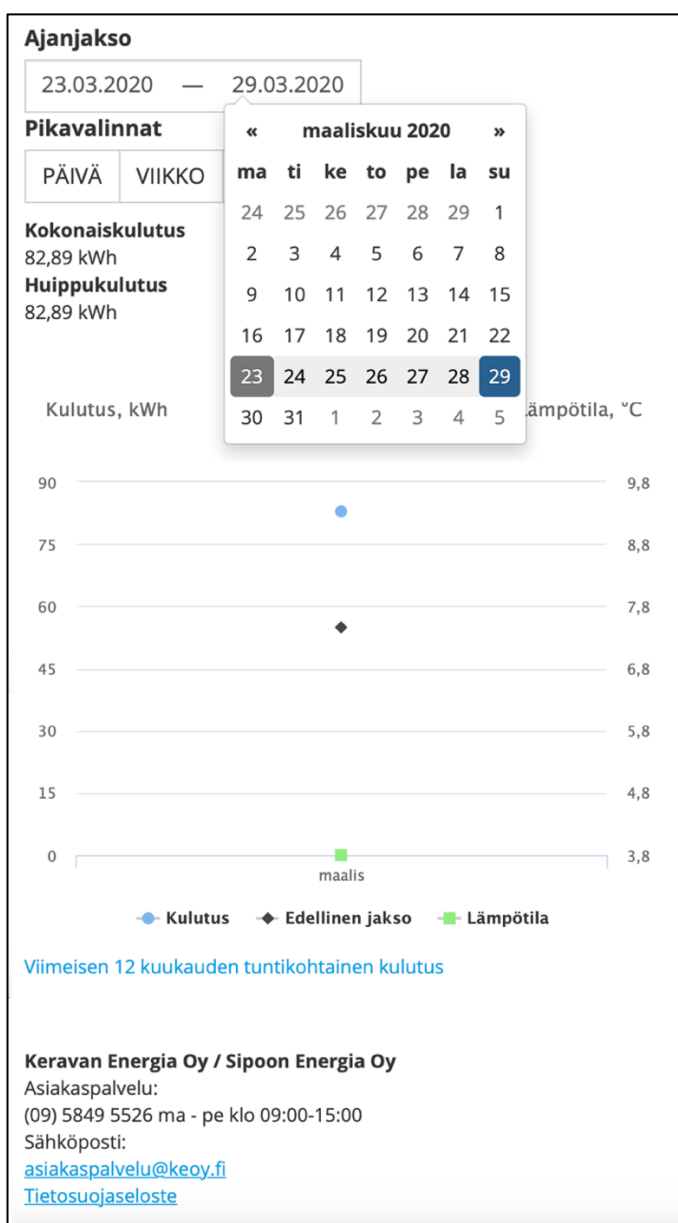 Ajanjakso
23.03.2020 — 29.03.2020
Pikavalinnat
PÄIVÄ VIIKKO
« maaliskuu 2020 »
ma ti ke to pe la su
24 25 26 27 28 29 1
2 3 4 5 6 7 8
9 10 11 12 13 14 15
16 17 18 19 20 21 22
23 24 25 26 27 28 29
30 31 1 2 3 4 5
Kokonaiskulutus
82,89 kWh
Huippukulutus
82,89 kWh
Kulutus, kWh
ämpötila, °C
90 9,8
75 8,8
60 7,8
45 6,8
30 5,8
15 4,8
0 3,8
maalis
Kulutus Edellinen jakso Lämpötila
Viimeisen 12 kuukauden tuntikohtainen kulutus
Keravan Energia Oy / Sipoon Energia Oy
Asiakaspalvelu:
(09) 5849 5526 ma - pe klo 09:00-15:00
Sähköposti:
asiakaspalvelu@keoy.fi
Tietosuojaseloste